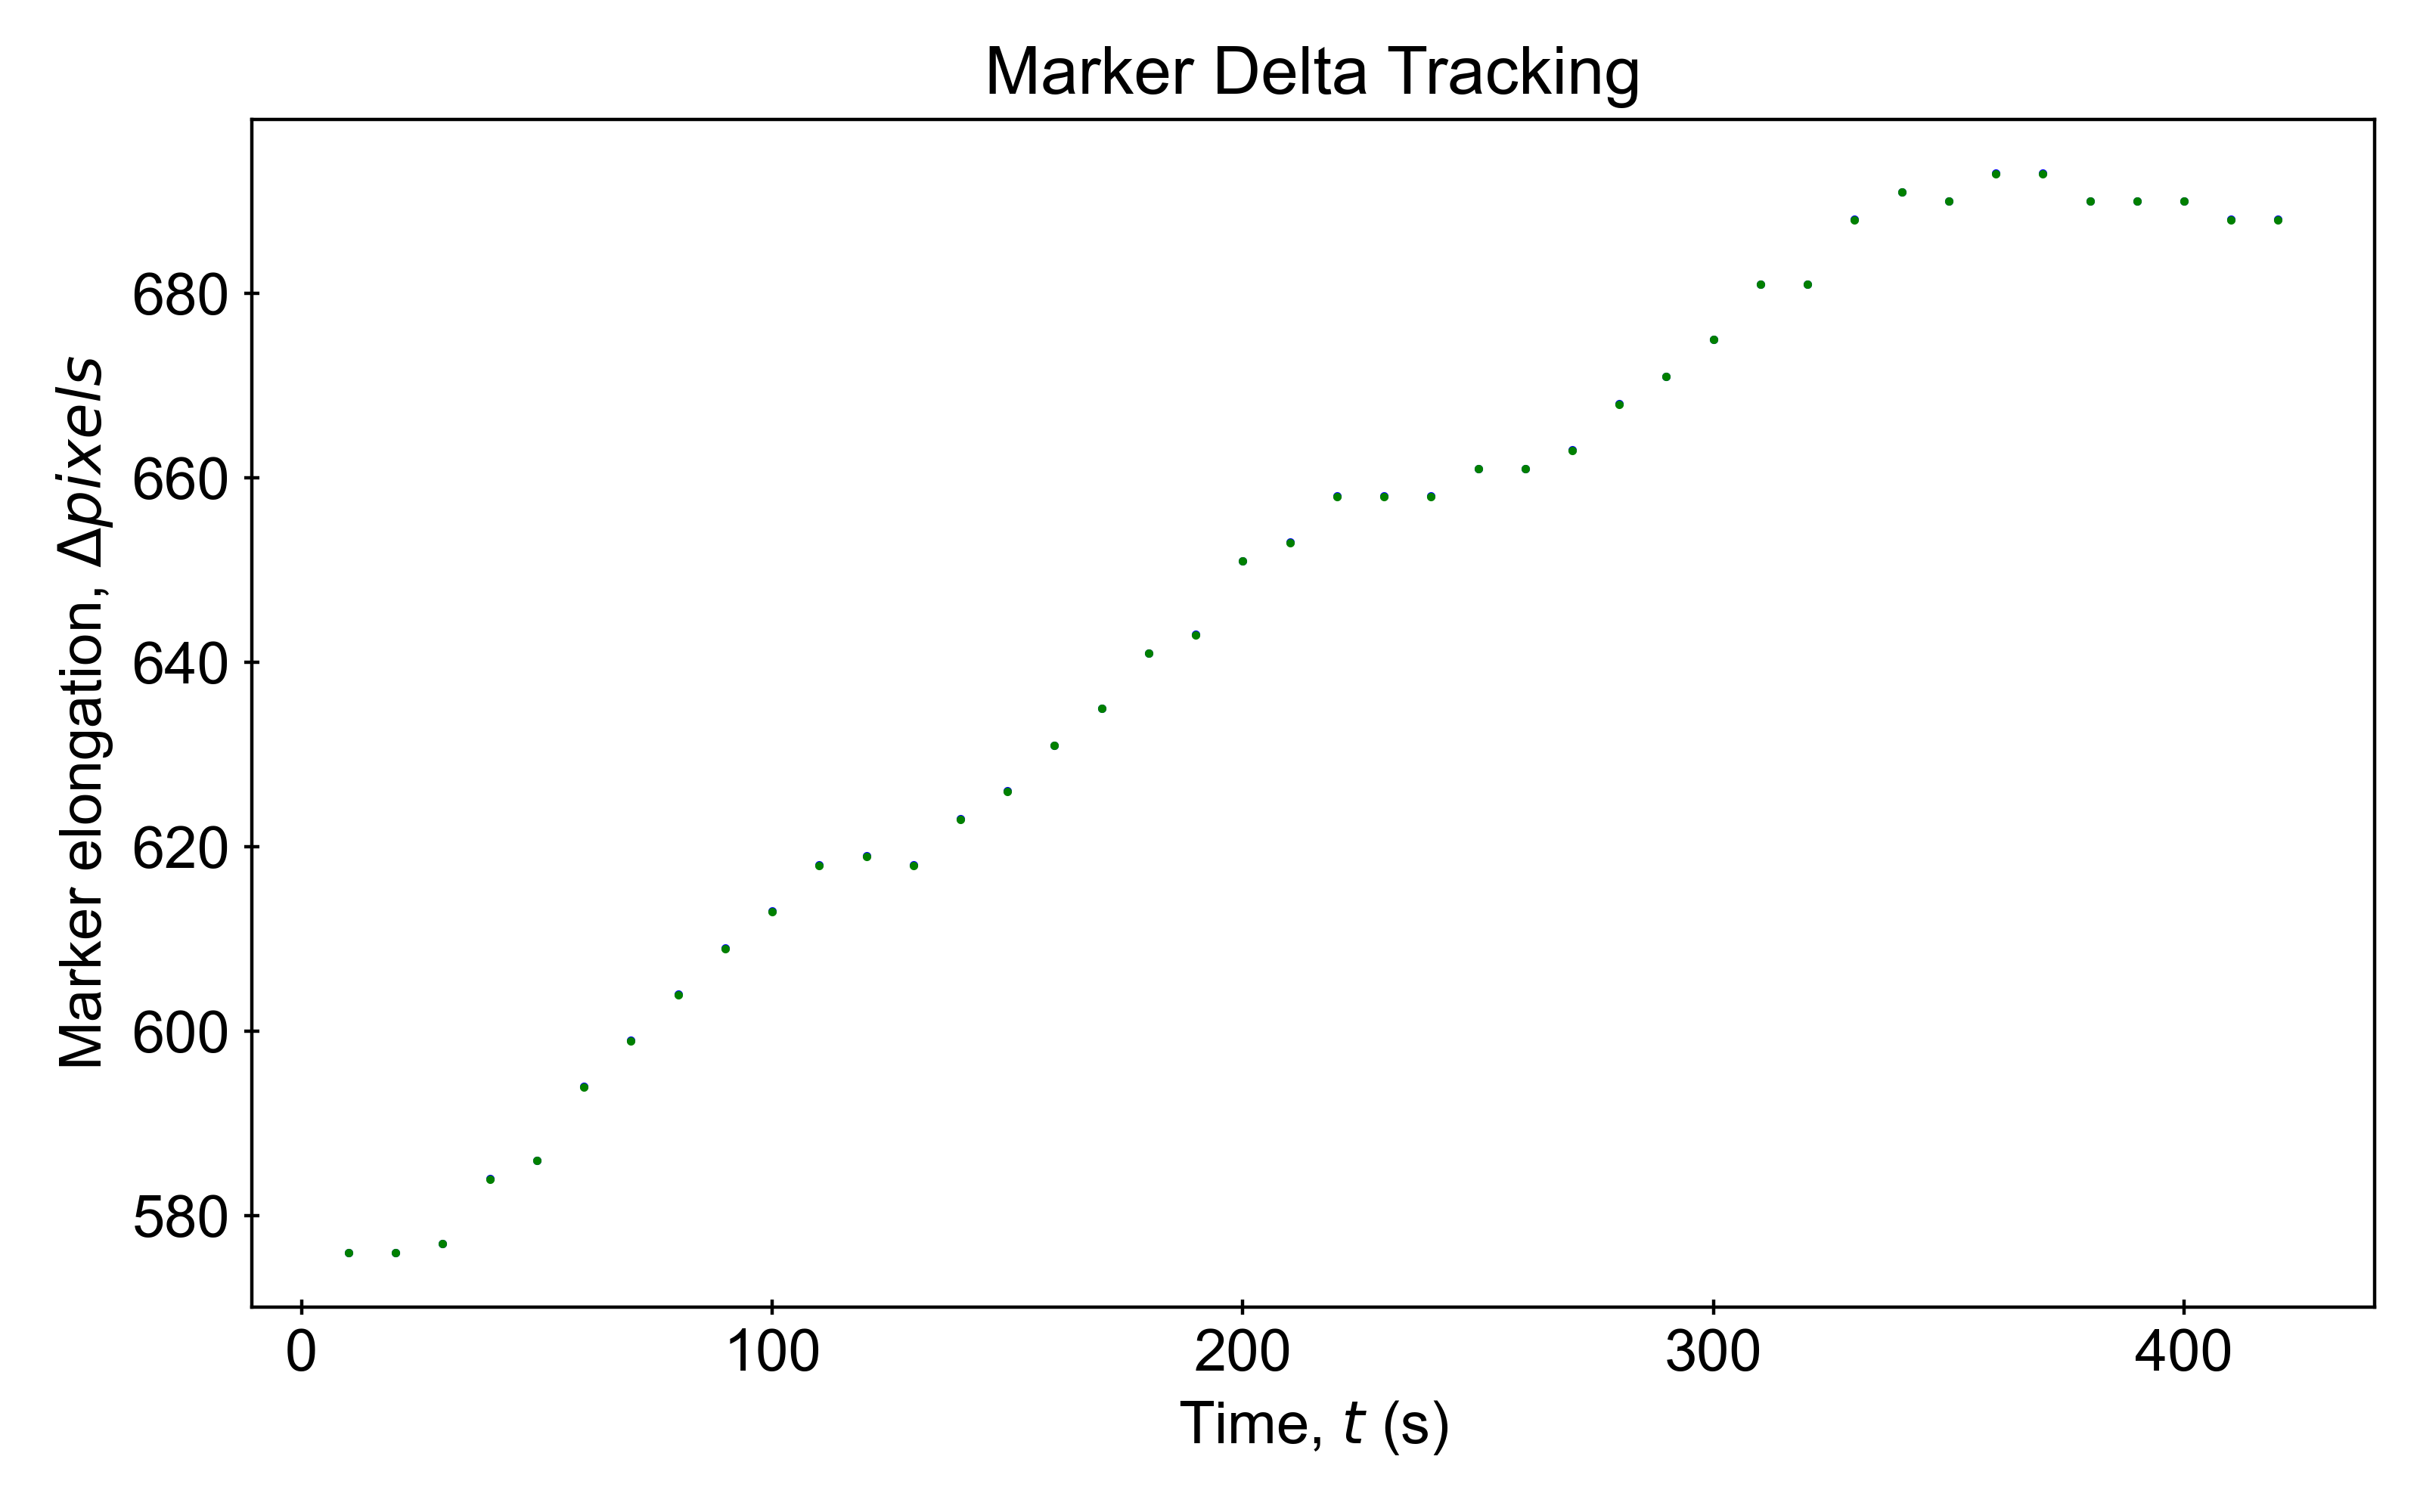 Marker Delta Tracking
Marker elongation, Δpixels
680
660
640
620
600
580
0 100 200 300 400
Time, t (s)